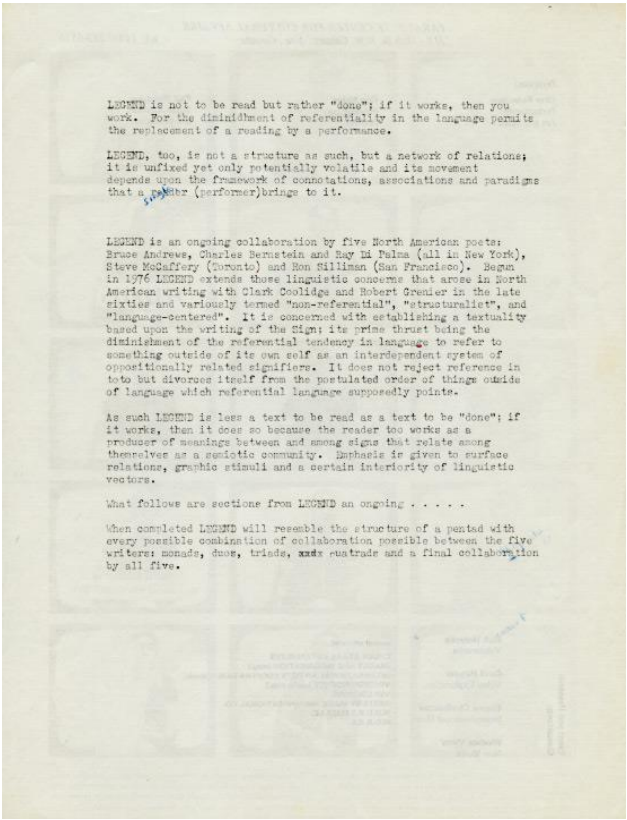 LEGEND is not to be read but rather "done"; if it works, then you
work. For the diminidhment of referentiality in the language permits
the replacement of a reading by a performance.
LEGEND, too, is not a structure as such, but a network of relations;
it is unfixed yet only potentially volatile and its movement
depends upon the framework of connotations, associations and paradigms
that a (performer)brings to it.
LEGEND is an ongoing collaboration by five North American poets:
Bruce Andrews, Charles Bernstein and Ray Di Palma (all in New York),
Steve McCaffery (Toronto) and Ron Silliman (San Francisco). Begun
in 1976 LEGEND extends those linguistic concerns that arose in North
American writing with Clark Coolidge and Robert Grenier in the late
sixties and variously termed "non-referential", "structuralist", and
"language-centered". It is concerned with establishing a textuality
based upon the writing of the Sign; its prime thrust being the
diminishment of the referential tendency in language to refer to
something outside of its own self as an interdependent system of
oppositionally related signifiers. It does not reject reference in
toto but divorces itself from the postulated order of things outside
of language which referential language supposedly points.
As such LEGEND is less a text to be read as a text to be "done"; if
it works, then it does so because the reader too works as a
producer of meanings between and among signs that relate among
themselves as a semiotic community. Emphasis is given to surface
relations, graphic stimuli and a certain interiority of linguistic
vectors.
What follows are sections from LEGEND an ongoing . . . . .
When completed LEGEND will resemble the structure of a pentad with
every possible combination of collaboration possible between the five
writers: monads, duos, triads, and a final collaboration
by all five.